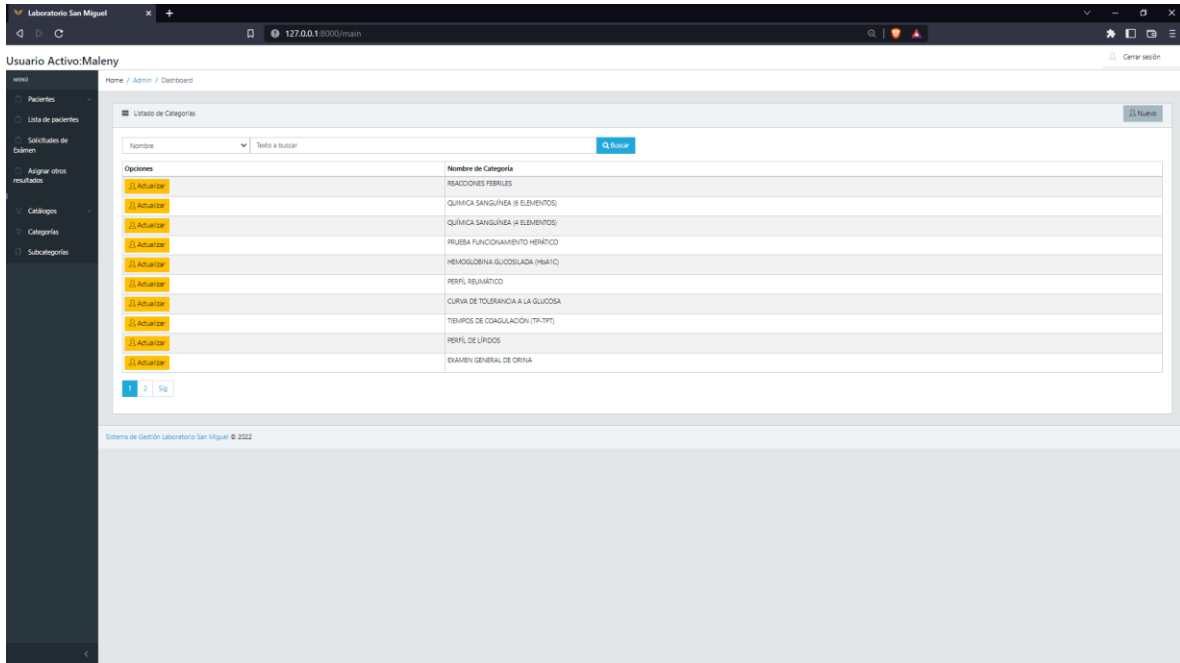 Laboratorio San Miguel
127.0.0.1:8000/main
Usuario Activo:Maleny
Cerrar sesión
MENÚ
Home / Admin / Dashboard
Pacientes
Lista de pacientes
Solicitudes de
Exámen
Asignar otros
resultados
Catálogos
Categorías
Subcategorías
Listado de Categorías
Nuevo
Nombre
Texto a buscar
Buscar
Opciones Nombre de Categoría
Actualizar REACCIONES FEBRILES
Actualizar QUIMICA SANGUÍNEA (6 ELEMENTOS)
Actualizar QUÍMICA SANGUÍNEA (4 ELEMENTOS)
Actualizar PRUEBA FUNCIONAMIENTO HEPÁTICO
Actualizar HEMOGLOBINA GLICOSILADA (HbA1C)
Actualizar PERFÍL REUMÁTICO
Actualizar CURVA DE TOLERANCIA A LA GLUCOSA
Actualizar TIEMPOS DE COAGULACIÓN (TP-TPT)
Actualizar PERFÍL DE LÍPIDOS
Actualizar EXAMEN GENERAL DE ORINA
1 2 Sig
Sistema de Gestión Laboratorio San Miguel © 2022